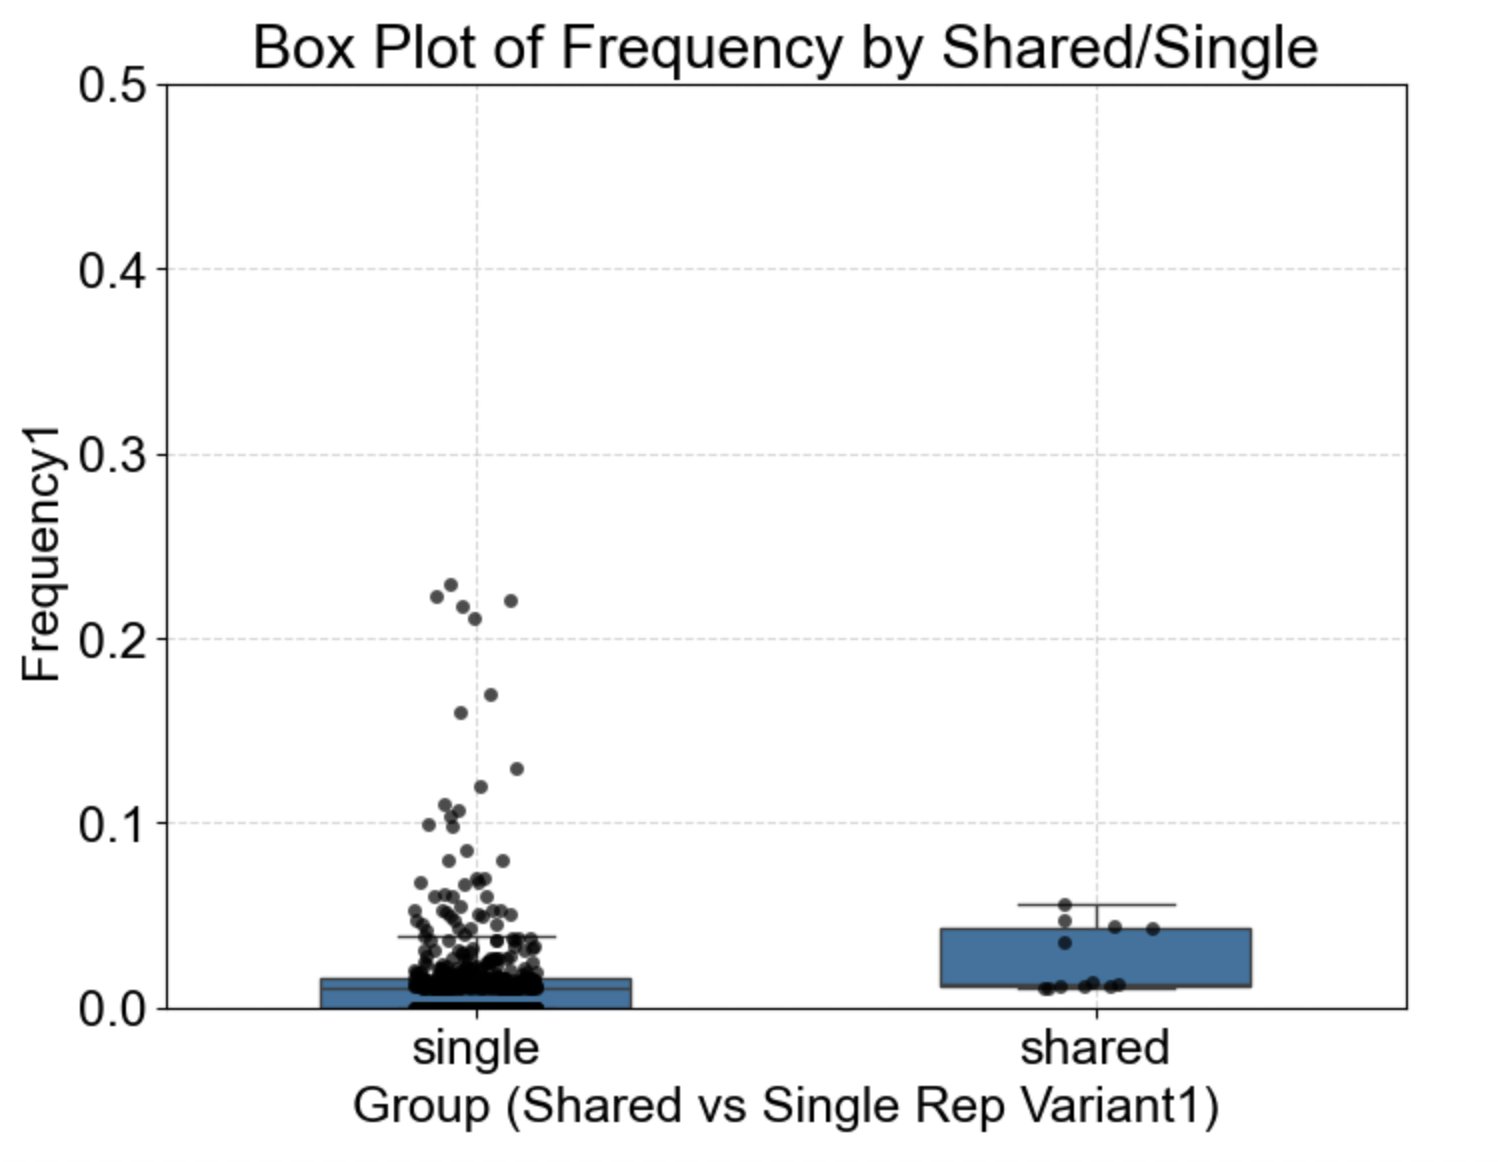 Box Plot of Frequency by Shared/Single
0.5
0.4
0.3
0.2
0.1
0.0
Frequency1
single
shared
Group (Shared vs Single Rep Variant1)